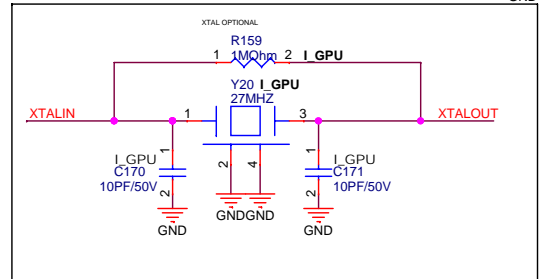 GND
XTAL OPTIONAL
R159
1 1MOhm 2 I_GPU
Y20 I_GPU
27MHZ
XTALIN 1 3 XTALOUT
1 I_GPU C170 10PF/50V 2
2 4
1 I_GPU C171 10PF/50V 2
GND GNDGND GND